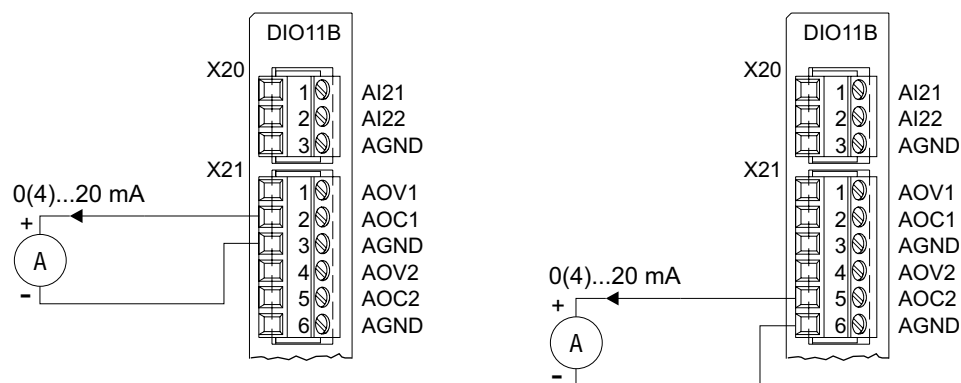 DIO11B
X20
1 AI21
2 AI22
3 AGND
X21
1 AOV1
2 AOC1
3 AGND
4 AOV2
5 AOC2
6 AGND
0(4)...20 mA
+
A
-
DIO11B
X20
1 AI21
2 AI22
3 AGND
X21
1 AOV1
2 AOC1
3 AGND
4 AOV2
5 AOC2
6 AGND
0(4)...20 mA
+
A
-